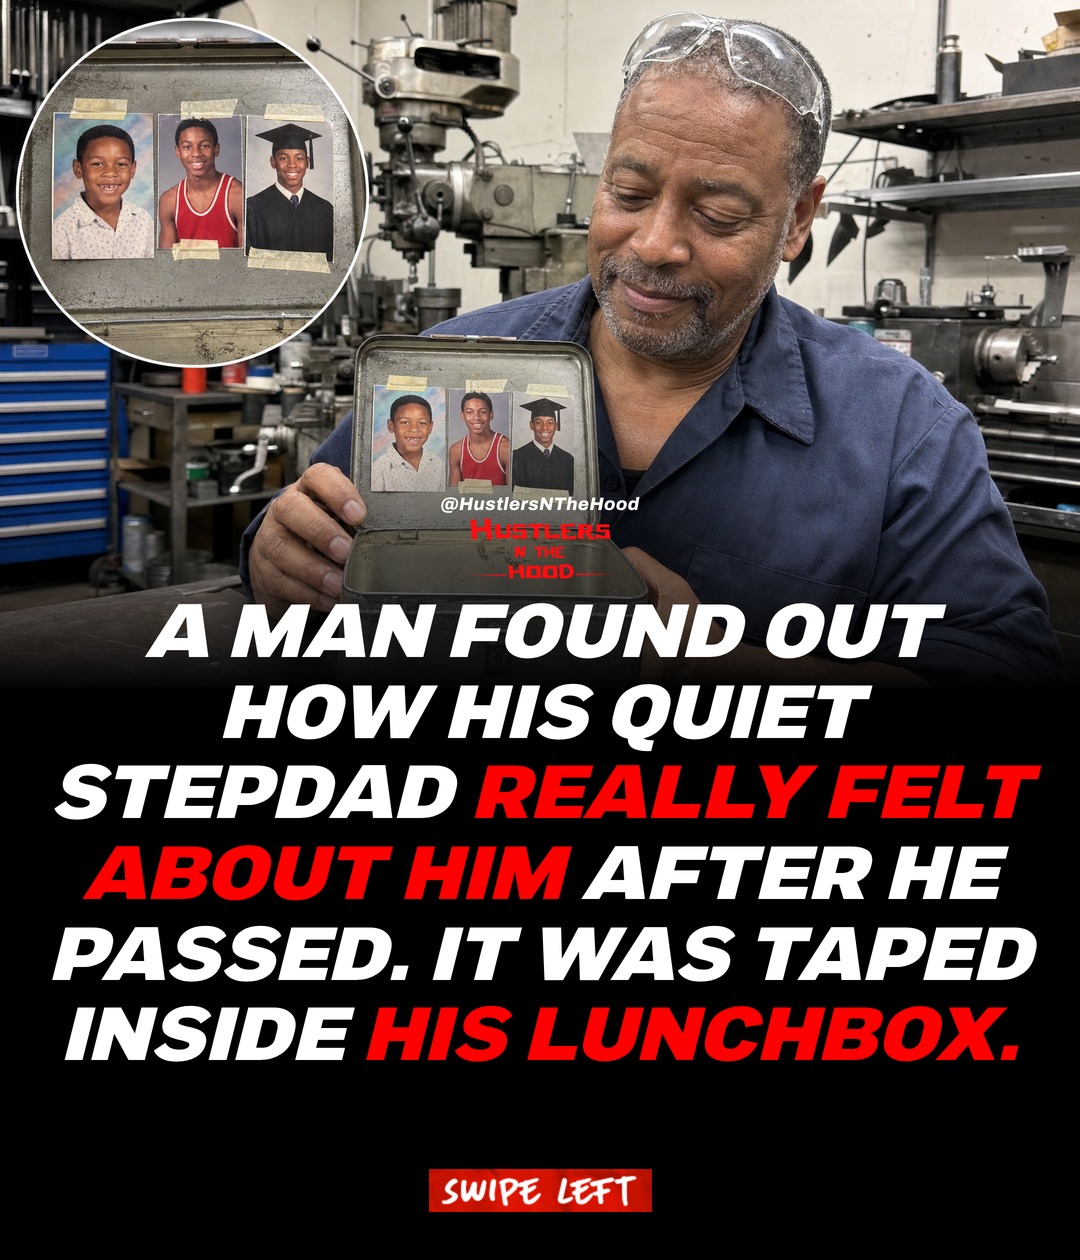 @HustlersNTheHood
HUSTLERS
N THE
HOOD
A MAN FOUND OUT
HOW HIS QUIET
STEPDAD REALLY FELT
ABOUT HIM AFTER HE
PASSED. IT WAS TAPED
INSIDE HIS LUNCHBOX.
SWIPE LEFT